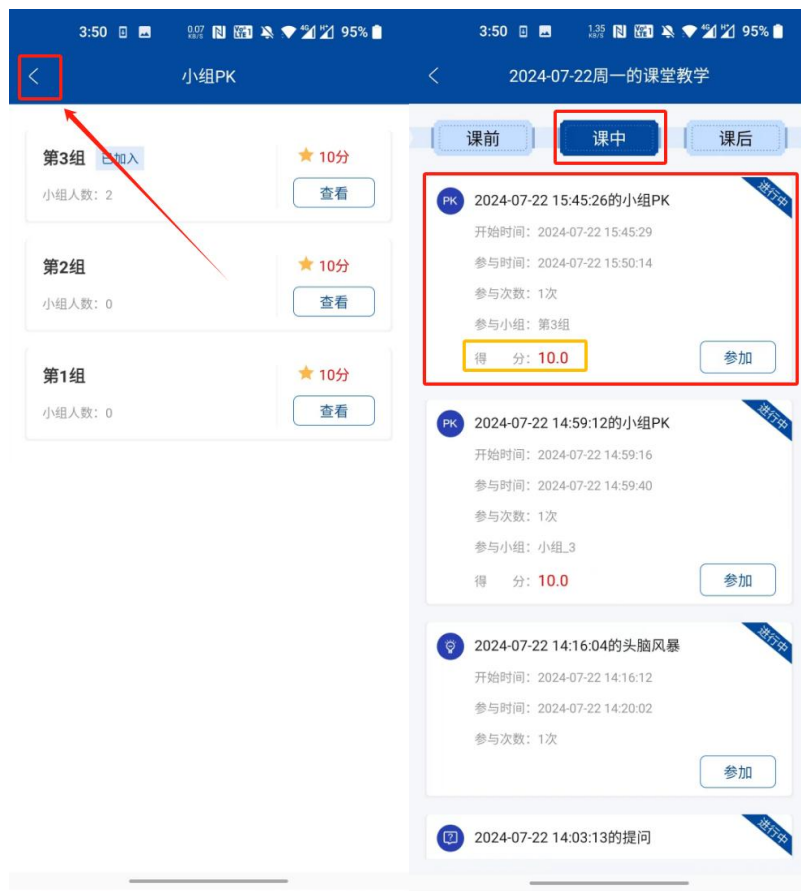 3:50 0.07 KB/S 95%
小组PK
第3组 已加入 10分
小组人数：2 查看
第2组 10分
小组人数：0 查看
第1组 10分
小组人数：0 查看
3:50 1.35 KB/S 95%
2024-07-22周一的课堂教学
课前 课中 课后
PK 2024-07-22 15:45:26的小组PK 进行中
开始时间：2024-07-22 15:45:29
参与时间：2024-07-22 15:50:14
参与次数：1次
参与小组：第3组
得 分：10.0 参加
PK 2024-07-22 14:59:12的小组PK 进行中
开始时间：2024-07-22 14:59:16
参与时间：2024-07-22 14:59:40
参与次数：1次
参与小组：小组_3
得 分：10.0 参加
2024-07-22 14:16:04的头脑风暴 进行中
开始时间：2024-07-22 14:16:12
参与时间：2024-07-22 14:20:02
参与次数：1次
参加
2024-07-22 14:03:13的提问 进行中